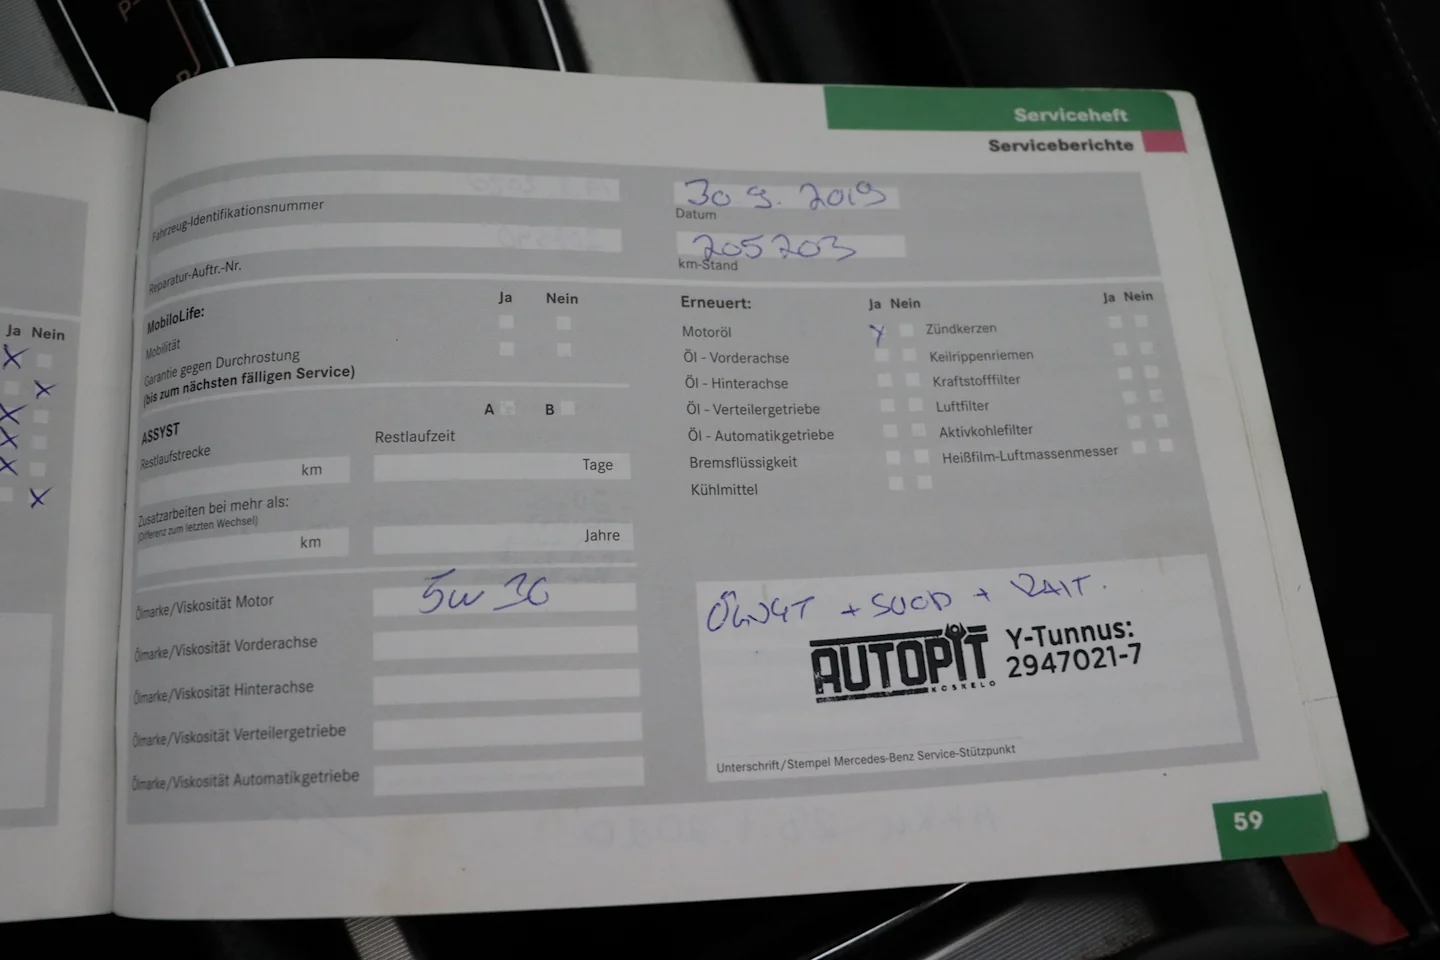 Serviceheft
Serviceberichte
Fahrzeug-Identifikationsnummer
Reparatur-Auftr.-Nr.
30 9. 2019
Datum
205203
km-Stand
Ja Nein
MobiloLife:
Ja Nein
Mobilität
Garantie gegen Durchrostung
(bis zum nächsten fälligen Service)
A B
ASSYST
Restlaufstrecke
Restlaufzeit
km
Tage
Zusatzarbeiten bei mehr als:
(Differenz zum letzten Wechsel)
km
Jahre
Ölmarke/Viskosität Motor
5W 30
Ölmarke/Viskosität Vorderachse
Ölmarke/Viskosität Hinterachse
Ölmarke/Viskosität Verteilergetriebe
Ölmarke/Viskosität Automatikgetriebe
Erneuert:
Ja Nein
Ja Nein
Motoröl
Zündkerzen
Öl - Vorderachse
Keilrippenriemen
Öl - Hinterachse
Kraftstofffilter
Öl - Verteilergetriebe
Luftfilter
Öl - Automatikgetriebe
Aktivkohlefilter
Bremsflüssigkeit
Heißfilm-Luftmassenmesser
Kühlmittel
+ SUOD +
AUTOPIT
KOSKELO
Y-Tunnus:
2947021-7
Unterschrift/Stempel Mercedes-Benz Service-Stützpunkt
59